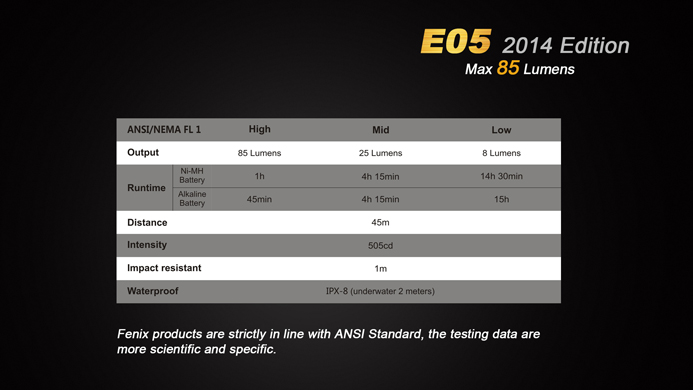 E05 2014 Edition
Max 85 Lumens
ANSI/NEMA FL 1 High Mid Low
Output 85 Lumens 25 Lumens 8 Lumens
Runtime
Ni-MH
Battery
1h 4h 15min 14h 30min
Alkaline
Battery
45min 4h 15min 15h
Distance 45m
Intensity 505cd
Impact resistant 1m
Waterproof IPX-8 (underwater 2 meters)
Fenix products are strictly in line with ANSI Standard, the testing data are
more scientific and specific.